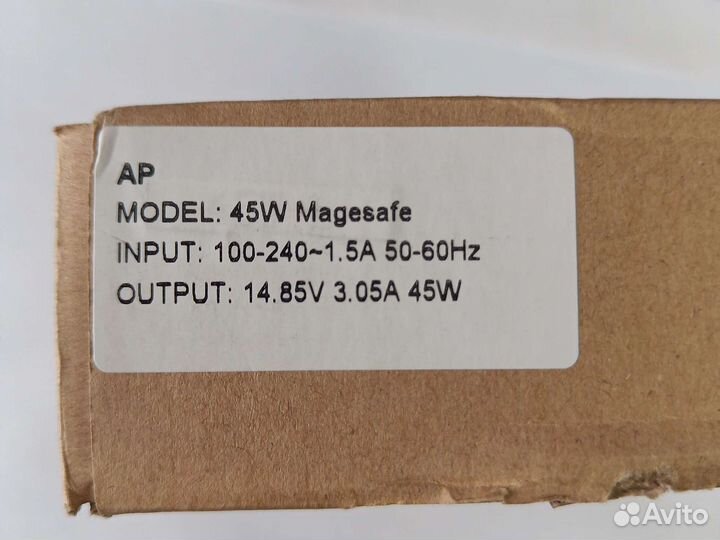 AP
MODEL: 45W Magesafe
INPUT: 100-240~1.5A 50-60Hz
OUTPUT: 14.85V 3.05A 45W
Avito